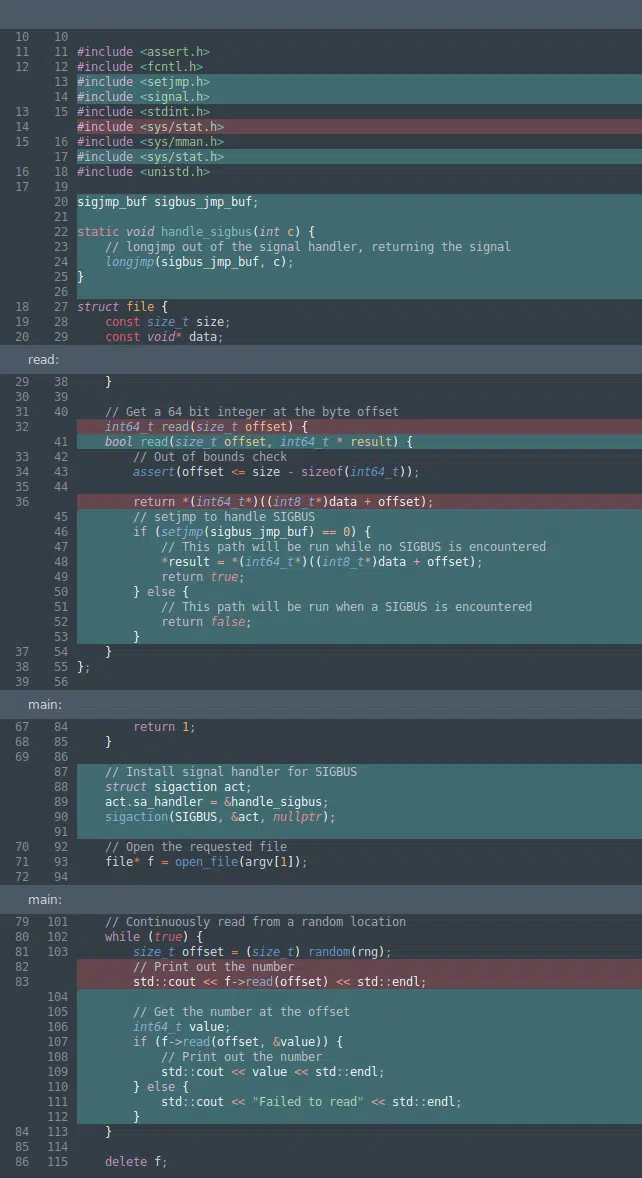 10 10
11 11 #include <assert.h>
12 12 #include <fcntl.h>
13 #include <setjmp.h>
14 #include <signal.h>
13 15 #include <stdint.h>
14 #include <sys/stat.h>
15 16 #include <sys/mman.h>
17 #include <sys/stat.h>
16 18 #include <unistd.h>
17 19
20 sigjmp_buf sigbus_jmp_buf;
21
22 static void handle_sigbus(int c) {
23     // longjmp out of the signal handler, returning the signal
24     longjmp(sigbus_jmp_buf, c);
25 }
26
18 27 struct file {
19 28     const size_t size;
20 29     const void* data;
read:
29 38     }
30 39
31 40     // Get a 64 bit integer at the byte offset
32     int64_t read(size_t offset) {
41     bool read(size_t offset, int64_t * result) {
33 42         // Out of bounds check
34 43         assert(offset <= size - sizeof(int64_t));
35 44
36         return *(int64_t*)((int8_t*)data + offset);
45         // setjmp to handle SIGBUS
46         if (setjmp(sigbus_jmp_buf) == 0) {
47             // This path will be run while no SIGBUS is encountered
48             *result = *(int64_t*)((int8_t*)data + offset);
49             return true;
50         } else {
51             // This path will be run when a SIGBUS is encountered
52             return false;
53         }
37 54     }
38 55 };
39 56
main:
67 84         return 1;
68 85     }
69 86
87     // Install signal handler for SIGBUS
88     struct sigaction act;
89     act.sa_handler = &handle_sigbus;
90     sigaction(SIGBUS, &act, nullptr);
91
70 92     // Open the requested file
71 93     file* f = open_file(argv[1]);
72 94
main:
79 101     // Continuously read from a random location
80 102     while (true) {
81 103         size_t offset = (size_t) random(rng);
82         // Print out the number
83         std::cout << f->read(offset) << std::endl;
104
105         // Get the number at the offset
106         int64_t value;
107         if (f->read(offset, &value)) {
108             // Print out the number
109             std::cout << value << std::endl;
110         } else {
111             std::cout << "Failed to read" << std::endl;
112         }
84 113     }
85 114
86 115     delete f;